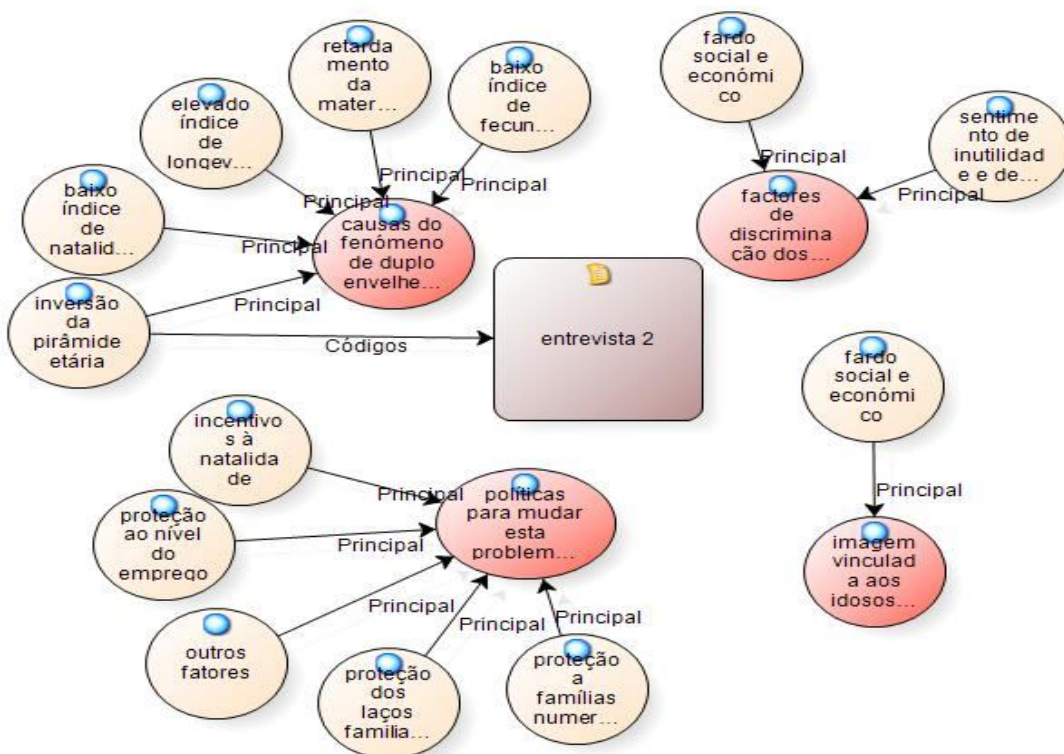 retarda
mento
da
mater...
baixo
índice
de
fecun...
elevado
índice
de
longev...
baixo
índice
de
natalid...
inversão
da
pirâmide
etária
Principal
Principal
Principal
Principal
Principal
causas do
fenómeno
de duplo
envelhe...
Códigos
entrevista 2
fardo
social e
económi
co
sentime
nto de
inutilidad
e e de...
Principal
Principal
factores
de
discrimina
ção dos...
fardo
social e
económi
co
Principal
imagem
vinculad
a aos
idosos...
incentivo
s à
natalida
de
proteção
ao nível
do
emprego
outros
fatores
proteção
dos
laços
familia...
proteção
a
famílias
numer...
Principal
Principal
Principal
Principal
Principal
políticas
para mudar
esta
problem...